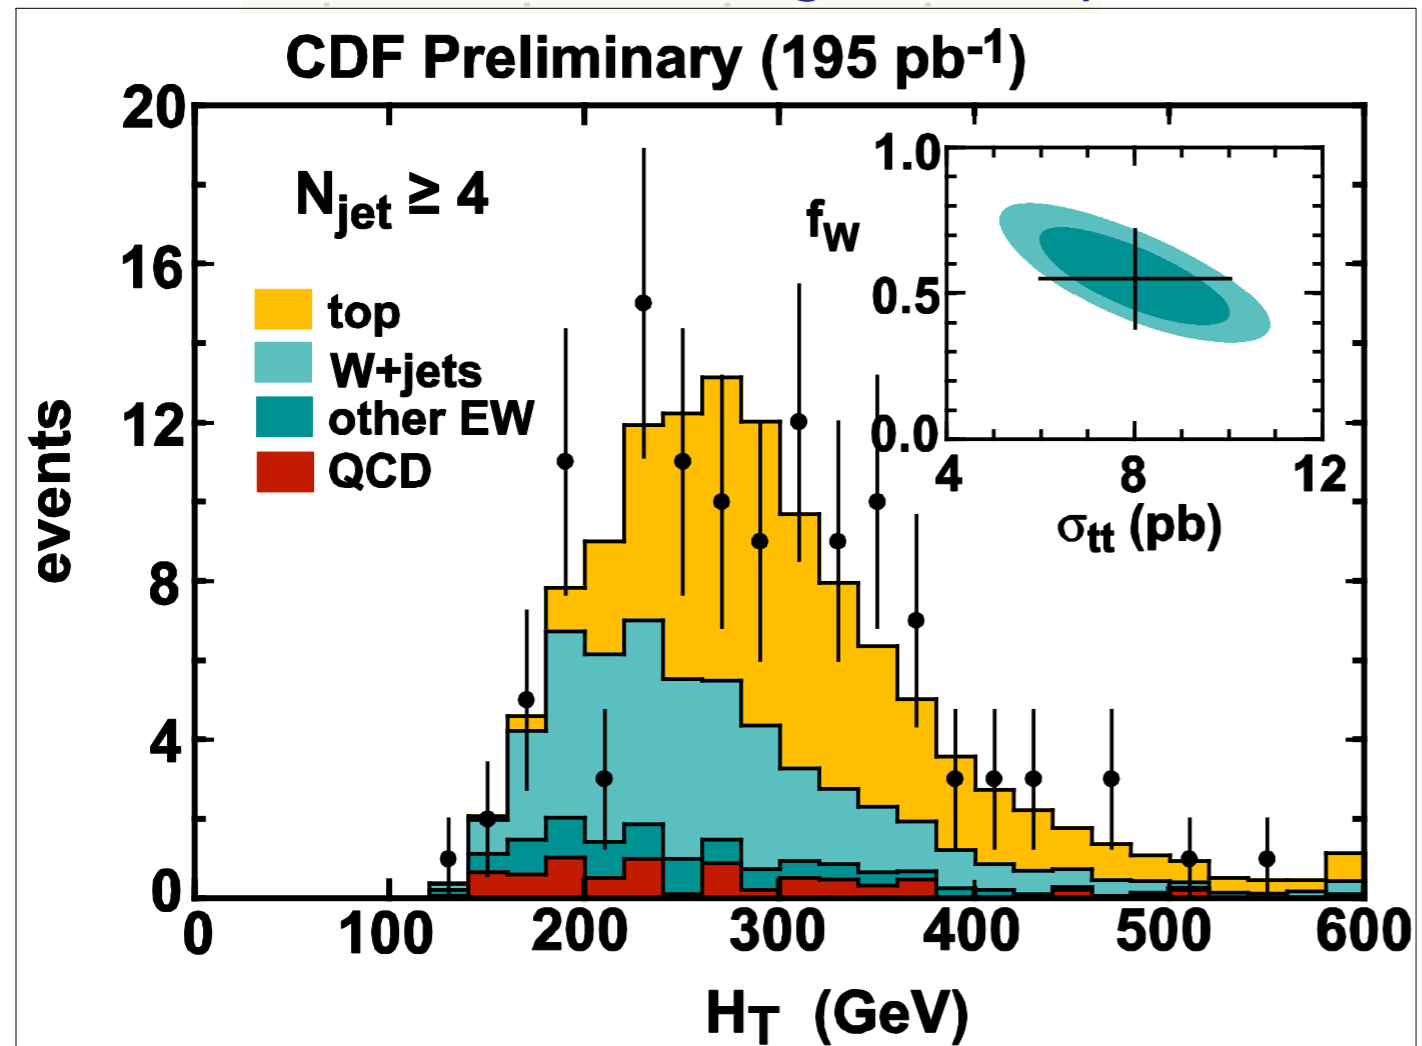 CDF Preliminary (195 pb-1)
Njet ≥ 4
top
W+jets
other EW
QCD
events
20
16
12
8
4
0
0 100 200 300 400 500 600
HT (GeV)
fW
1.0
0.5
0.0
4 8 12
σtt (pb)